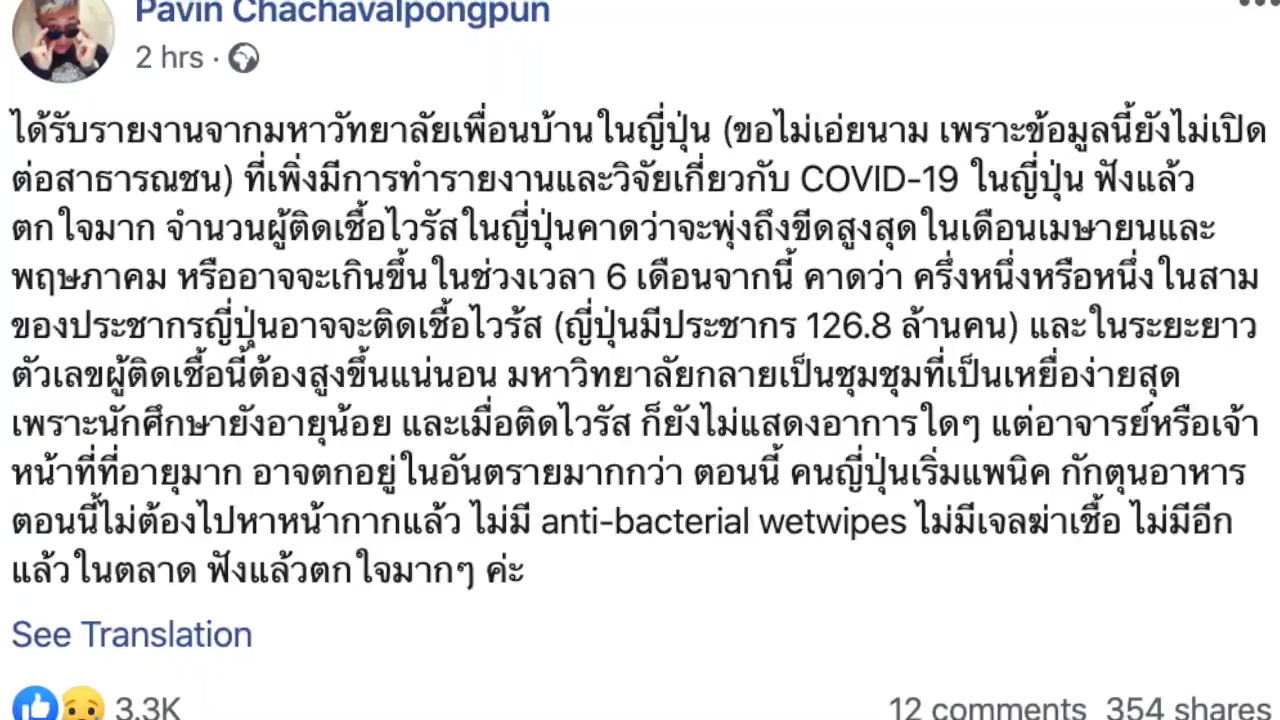 Pavin Chachavalpongpun
2 hrs ·
ได้รับรายงานจากมหาวัทยาลัยเพื่อนบ้านในญี่ปุ่น (ขอไม่เอ่ยนาม เพราะข้อมูลนี้ยังไม่เปิด
ต่อสาธารณชน) ที่เพิ่งมีการทำรายงานและวิจัยเกี่ยวกับ COVID-19 ในญี่ปุ่น ฟังแล้ว
ตกใจมาก จำนวนผู้ติดเชื้อไวรัสในญี่ปุ่นคาดว่าจะพุ่งถึงขีดสูงสุดในเดือนเมษายนและ
พฤษภาคม หรืออาจจะเกินขึ้นในช่วงเวลา 6 เดือนจากนี้ คาดว่า ครึ่งหนึ่งหรือหนึ่งในสาม
ของประชากรญี่ปุ่นอาจจะติดเชื้อไวร้ส (ญี่ปุ่นมีประชากร 126.8 ล้านคน) และในระยะยาว
ตัวเลขผู้ติดเชื้อนี้ต้องสูงขึ้นแน่นอน มหาวิทยาลัยกลายเป็นชุมชุมที่เป็นเหยื่อง่ายสุด
เพราะนักศึกษายังอายุน้อย และเมื่อติดไวรัส ก็ยังไม่แสดงอาการใดๆ แต่อาจารย์หรือเจ้า
หน้าที่ที่อายุมาก อาจตกอยู่ในอันตรายมากกว่า ตอนนี้ คนญี่ปุ่นเริ่มแพนิค กักตุนอาหาร
ตอนนี้ไม่ต้องไปหาหน้ากากแล้ว ไม่มี anti-bacterial wetwipes ไม่มีเจลฆ่าเชื้อ ไม่มีอีก
แล้วในตลาด ฟังแล้วตกใจมากๆ ค่ะ
See Translation
3.3K 12 comments 354 shares